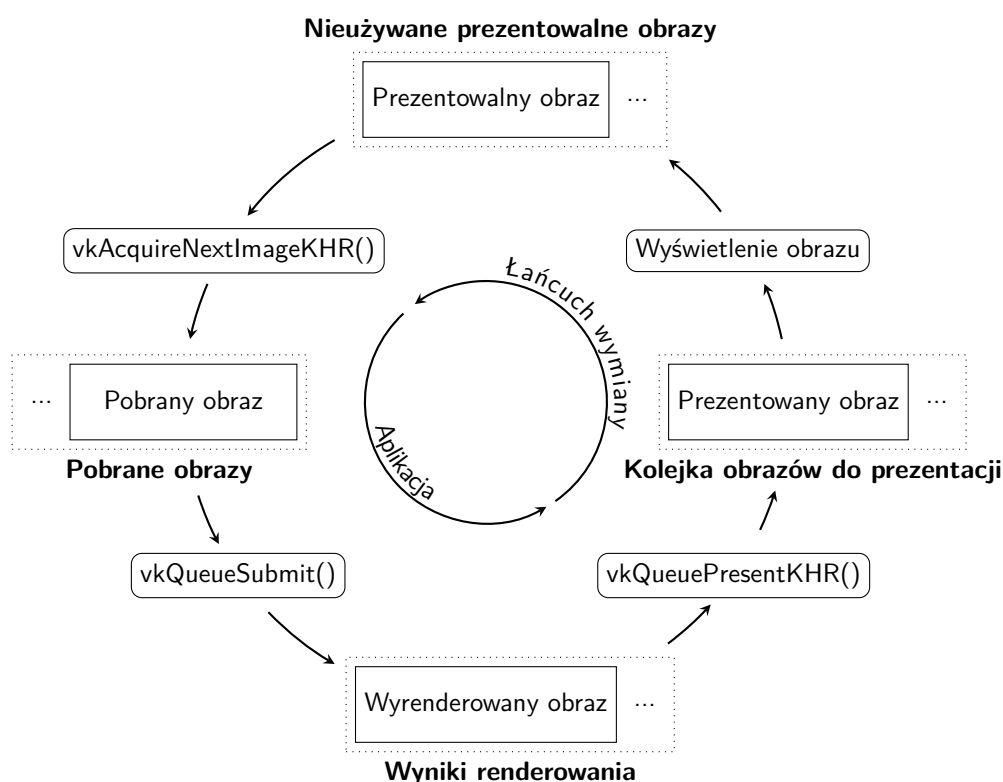 Nieużywane prezentowalne obrazy
Prezentowalny obraz ...
vkAcquireNextImageKHR()
Wyświetlenie obrazu
Łańcuch wymiany
... Pobrany obraz
Prezentowany obraz ...
Aplikacja
Pobrane obrazy
Kolejka obrazów do prezentacji
vkQueueSubmit()
vkQueuePresentKHR()
Wyrenderowany obraz ...
Wyniki renderowania